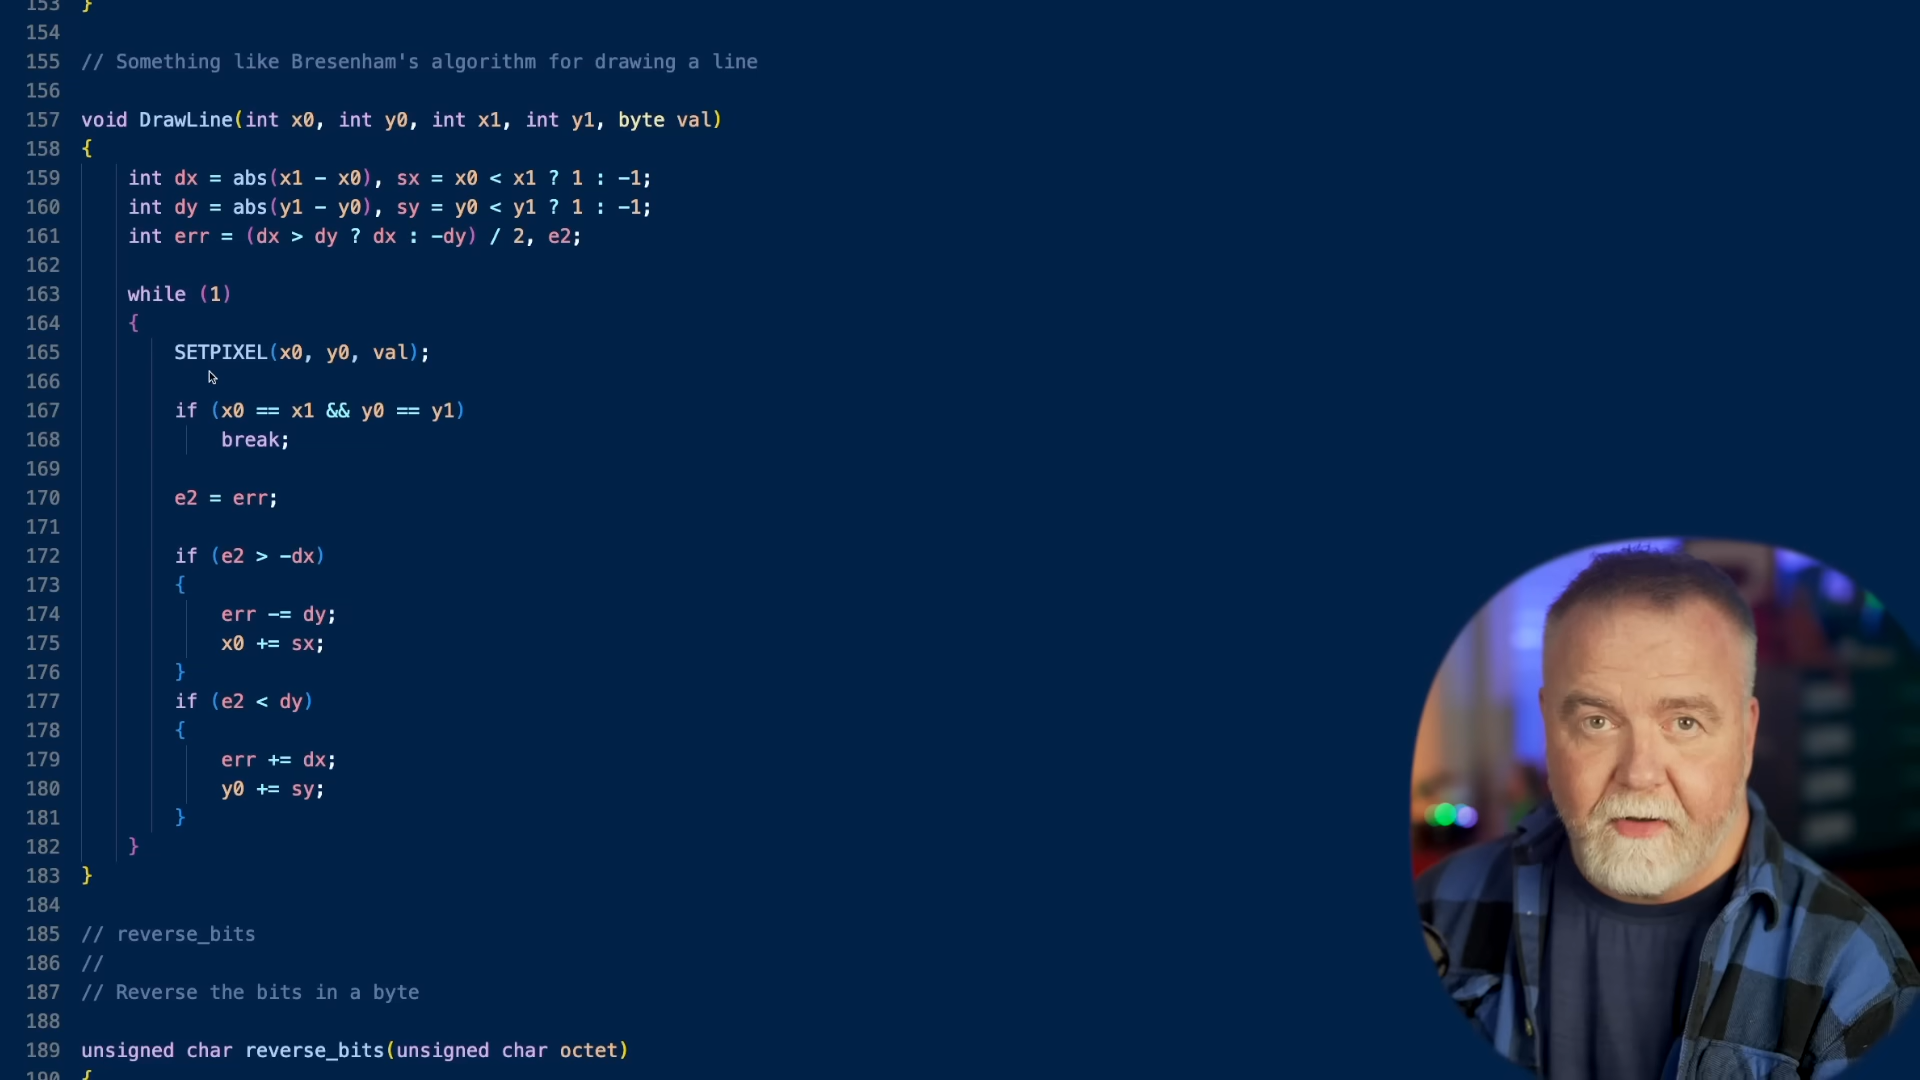 153 }
154
155 // Something like Bresenham's algorithm for drawing a line
156
157 void DrawLine(int x0, int y0, int x1, int y1, byte val)
158 {
159     int dx = abs(x1 - x0), sx = x0 < x1 ? 1 : -1;
160     int dy = abs(y1 - y0), sy = y0 < y1 ? 1 : -1;
161     int err = (dx > dy ? dx : -dy) / 2, e2;
162
163     while (1)
164     {
165         SETPIXEL(x0, y0, val);
166
167         if (x0 == x1 && y0 == y1)
168             break;
169
170         e2 = err;
171
172         if (e2 > -dx)
173         {
174             err -= dy;
175             x0 += sx;
176         }
177         if (e2 < dy)
178         {
179             err += dx;
180             y0 += sy;
181         }
182     }
183 }
184
185 // reverse_bits
186 //
187 // Reverse the bits in a byte
188
189 unsigned char reverse_bits(unsigned char octet)
190 {